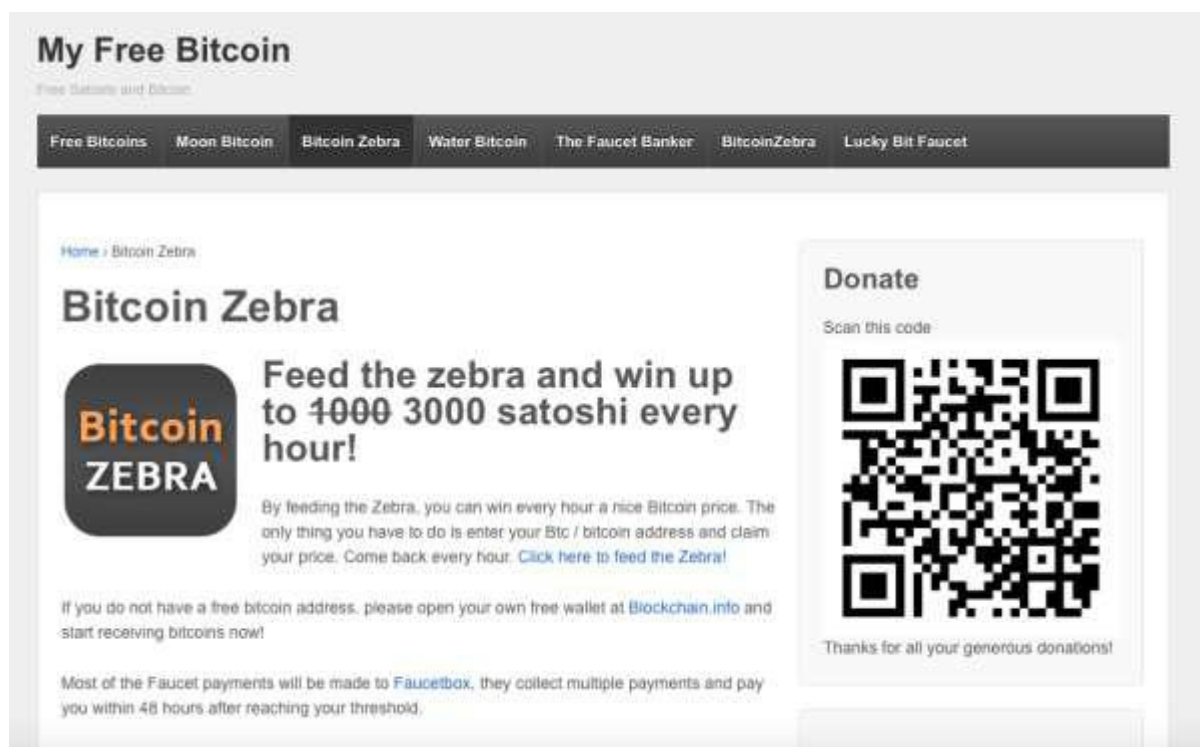 My Free Bitcoin
Free Satoshi and Bitcoin
Free Bitcoins Moon Bitcoin Bitcoin Zebra Water Bitcoin The Faucet Banker BitcoinZebra Lucky Bit Faucet
Home › Bitcoin Zebra
Bitcoin Zebra
Bitcoin
ZEBRA
Feed the zebra and win up
to 1000 3000 satoshi every
hour!
By feeding the Zebra, you can win every hour a nice Bitcoin price. The
only thing you have to do is enter your Btc / bitcoin address and claim
your price. Come back every hour. Click here to feed the Zebra!
If you do not have a free bitcoin address, please open your own free wallet at Blockchain.info and
start receiving bitcoins now!
Most of the Faucet payments will be made to Faucetbox, they collect multiple payments and pay
you within 48 hours after reaching your threshold.
Donate
Scan this code
Thanks for all your generous donations!